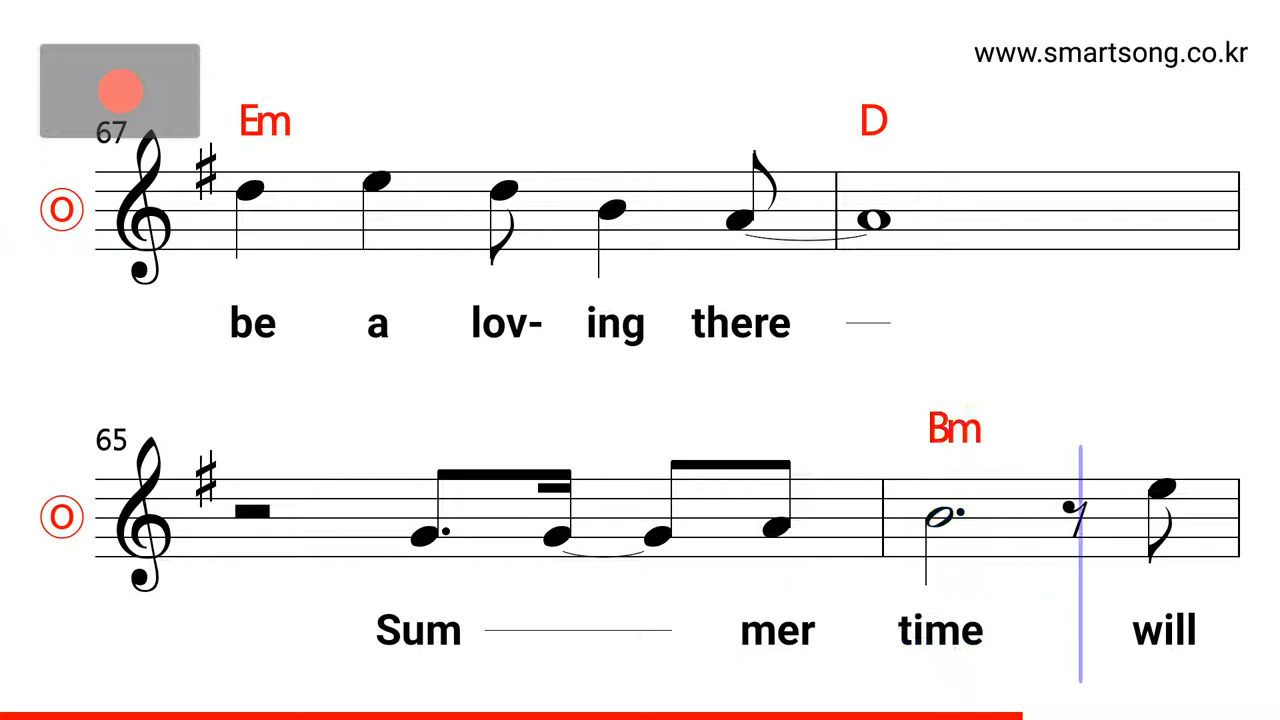 www.smartsong.co.kr
67
Em D
O
be a lov- ing there
65
Bm
O
Sum mer time will